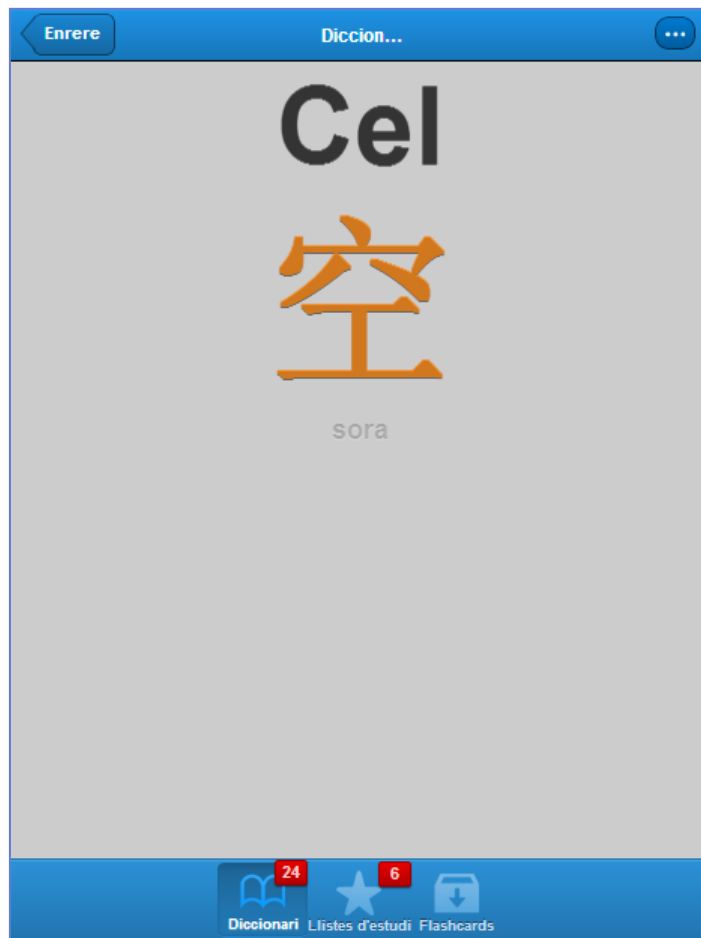 Enrere
Diccion...
Cel
空
sora
24
6
Diccionari
Llistes d'estudi
Flashcards